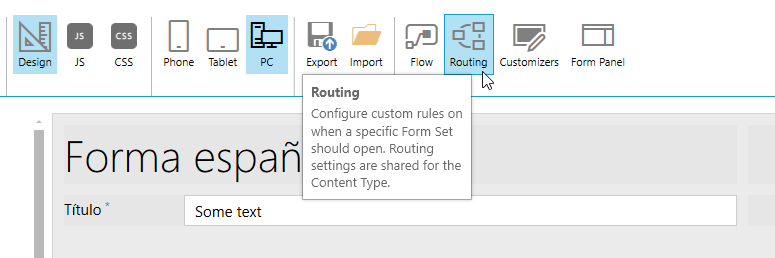 JS CSS
Design JS CSS Phone Tablet PC Export Import Flow Routing Customizers Form Panel
Routing
Configure custom rules on
when a specific Form Set
should open. Routing
settings are shared for the
Content Type.
Forma españ
Título *
Some text